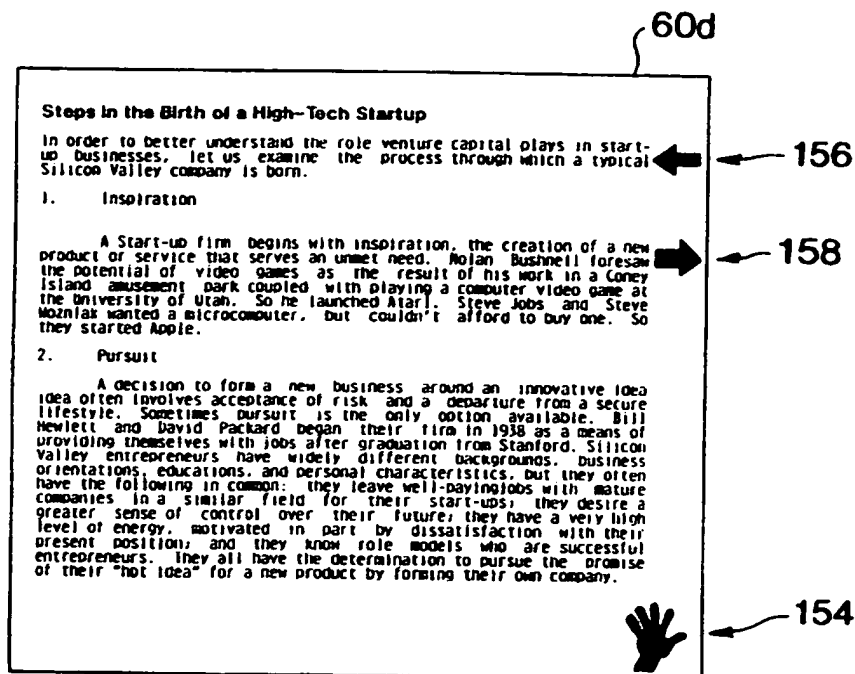 60d
Steps in the Birth of a High-Tech Startup
In order to better understand the role venture capital plays in start-
up businesses, let us examine the process through which a typical
Silicon Valley company is born.
156
1. Inspiration
A Start-up firm begins with inspiration, the creation of a new
product or service that serves an unmet need. Nolan Bushnell foresaw
158
the potential of video games as the result of his work in a Coney
Island amusement park coupled with playing a computer video game at
the University of Utah. So he launched Atari. Steve Jobs and Steve
Wozniak wanted a microcomputer, but couldn't afford to buy one. So
they started Apple.
2. Pursuit
A decision to form a new business around an innovative idea
idea often involves acceptance of risk and a departure from a secure
lifestyle. Sometimes pursuit is the only option available. Bill
Hewlett and David Packard began their firm in 1938 as a means of
providing themselves with jobs after graduation from Stanford. Silicon
Valley entrepreneurs have widely different backgrounds, business
orientations, educations, and personal characteristics, but they often
have the following in common: they leave well-payingjobs with mature
companies in a similar field for their start-ups; they desire a
greater sense of control over their future; they have a very high
level of energy, motivated in part by dissatisfaction with their
present position; and they know role models who are successful
entrepreneurs. They all have the determination to pursue the promise
of their "hot idea" for a new product by forming their own company.
154